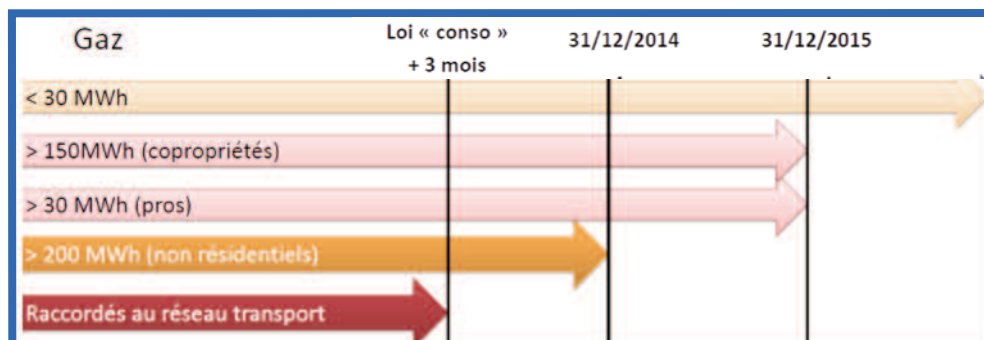 Gaz
Loi « conso »
+ 3 mois
31/12/2014
31/12/2015
< 30 MWh
> 150MWh (copropriétés)
> 30 MWh (pros)
> 200 MWh (non résidentiels)
Raccordés au réseau transport